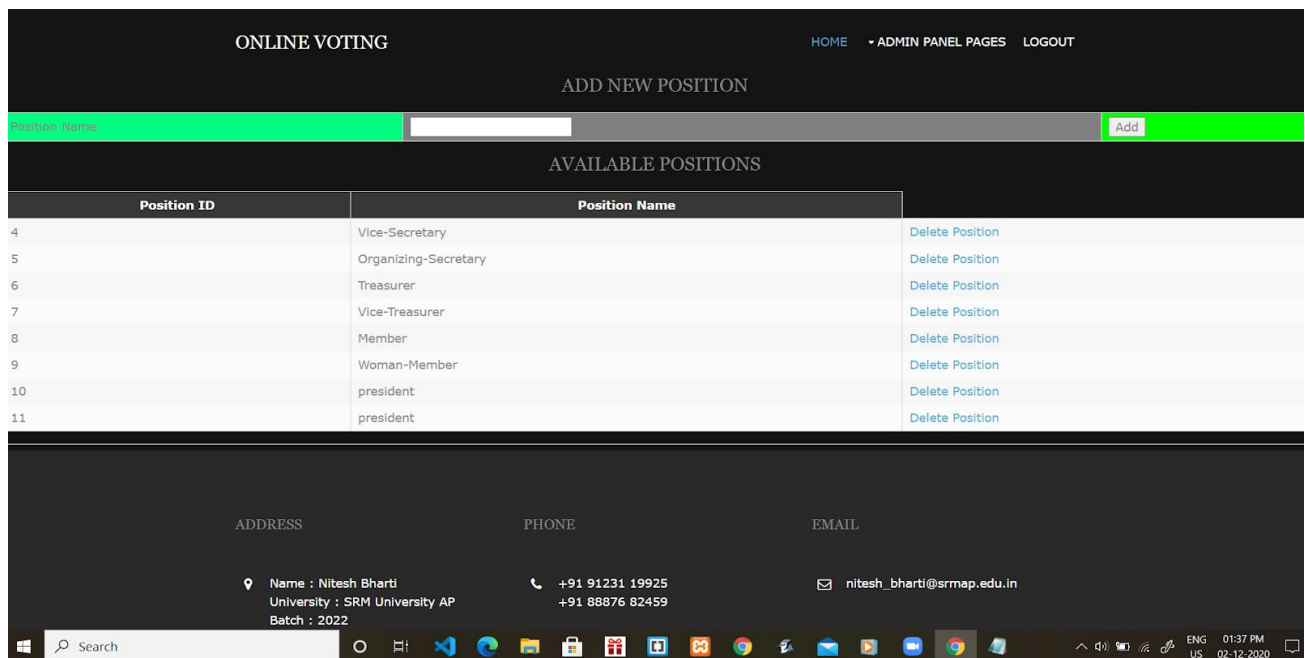 ONLINE VOTING
HOME ADMIN PANEL PAGES LOGOUT
ADD NEW POSITION
Position Name Add
AVAILABLE POSITIONS
Position ID Position Name
4 Vice-Secretary Delete Position
5 Organizing-Secretary Delete Position
6 Treasurer Delete Position
7 Vice-Treasurer Delete Position
8 Member Delete Position
9 Woman-Member Delete Position
10 president Delete Position
11 president Delete Position
ADDRESS PHONE EMAIL
Name : Nitesh Bharti +91 91231 19925 nitesh_bharti@srmap.edu.in
University : SRM University AP +91 88876 82459
Batch : 2022
Search ENG 01:37 PM
US 02-12-2020